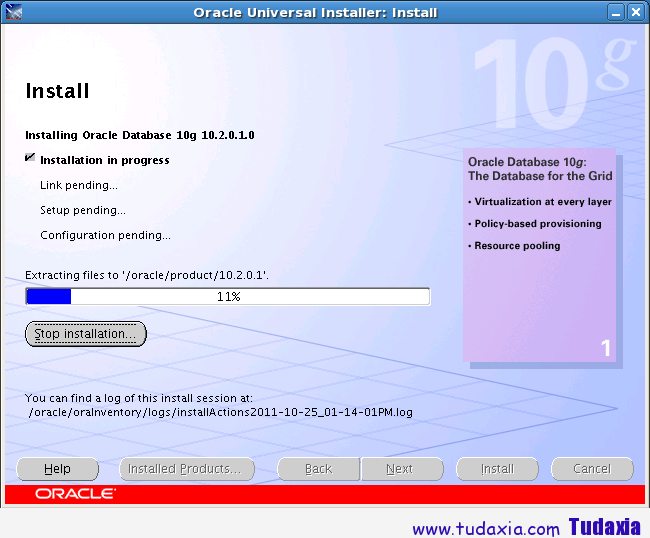 Oracle Universal Installer: Install
10g
Install
Installing Oracle Database 10g 10.2.0.1.0
Installation in progress
Link pending...
Setup pending...
Configuration pending...
Extracting files to '/oracle/product/10.2.0.1'.
11%
Stop installation...
Oracle Database 10g:
The Database for the Grid
• Virtualization at every layer
• Policy-based provisioning
• Resource pooling
1
You can find a log of this install session at:
/oracle/oraInventory/logs/installActions2011-10-25_01-14-01PM.log
Help
Installed Products...
Back
Next
Install
Cancel
ORACLE
www.tudaxia.com Tudaxia